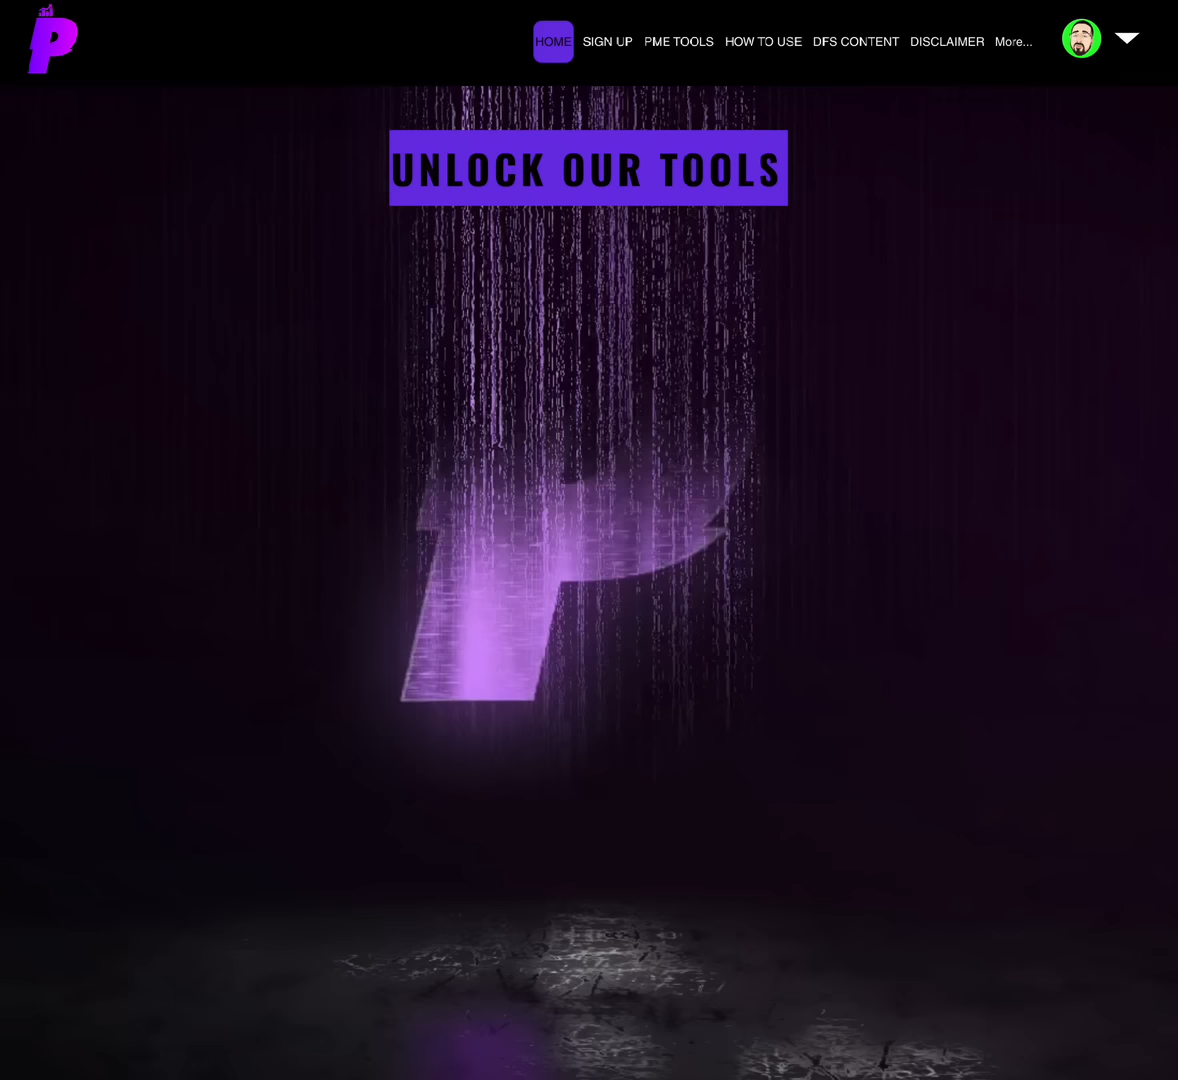 P
HOME SIGN UP PME TOOLS HOW TO USE DFS CONTENT DISCLAIMER More...
UNLOCK OUR TOOLS